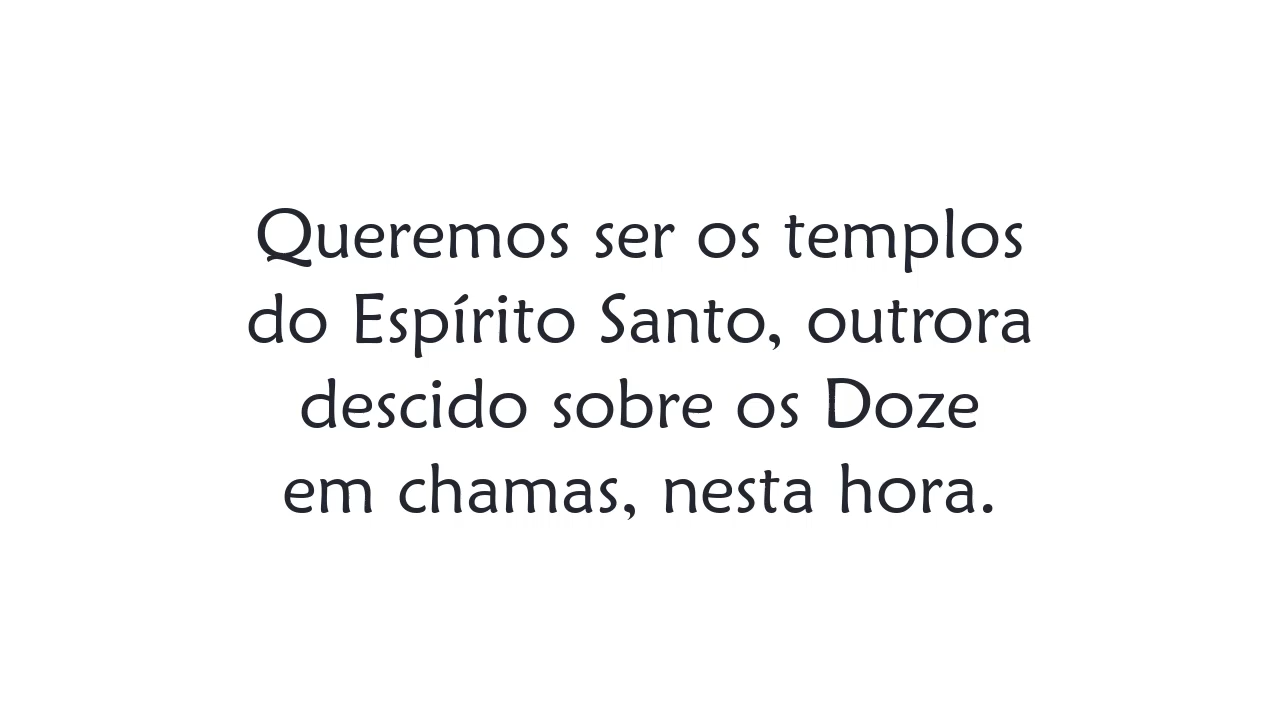 Queremos ser os templos
do Espírito Santo, outrora
descido sobre os Doze
em chamas, nesta hora.